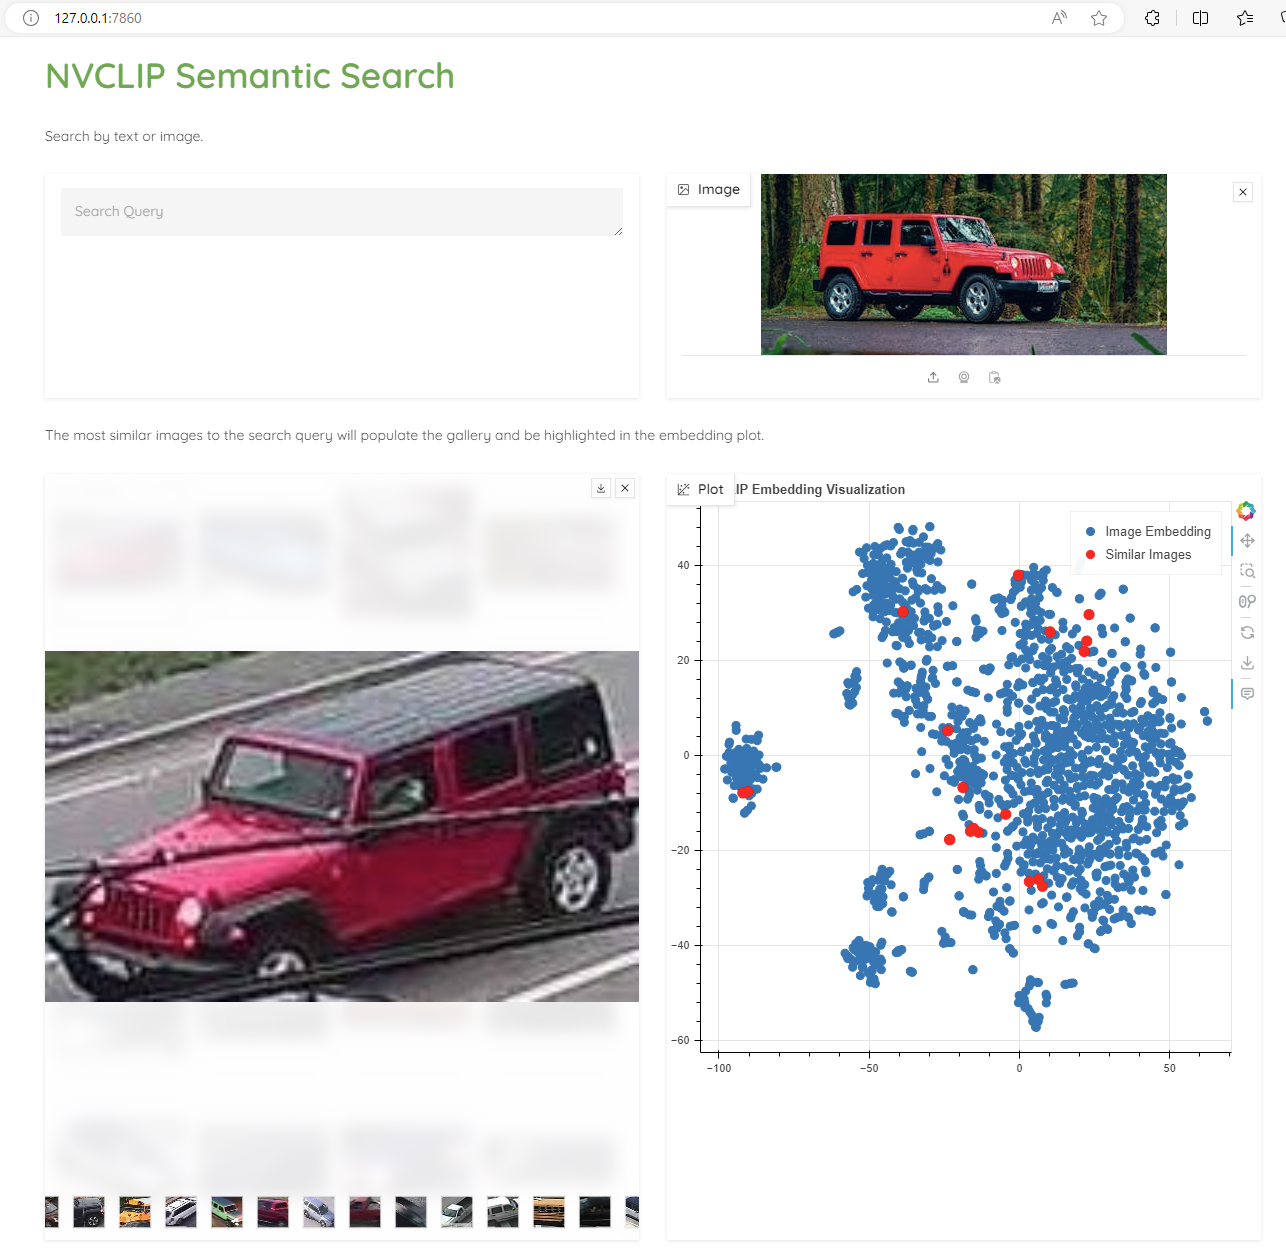 127.0.0.1:7860
NVCLIP Semantic Search
Search by text or image.
Search Query
Image
The most similar images to the search query will populate the gallery and be highlighted in the embedding plot.
Plot
IP Embedding Visualization
Image Embedding
Similar Images
40
20
0
−20
−40
−60
−100
−50
0
50